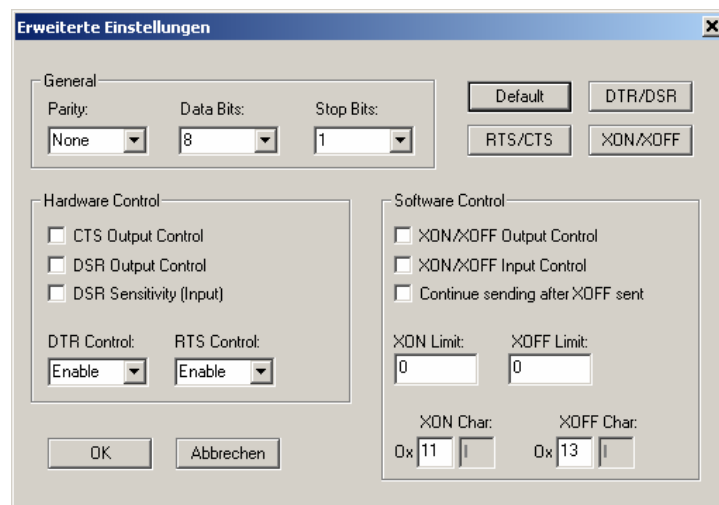 Erweiterte Einstellungen
General
Parity: Data Bits: Stop Bits:
None 8 1
Default DTR/DSR
RTS/CTS XON/XOFF
Hardware Control
CTS Output Control
DSR Output Control
DSR Sensitivity (Input)
DTR Control: RTS Control:
Enable Enable
Software Control
XON/XOFF Output Control
XON/XOFF Input Control
Continue sending after XOFF sent
XON Limit: XOFF Limit:
0 0
XON Char: XOFF Char:
0x 11 0x 13
OK Abbrechen